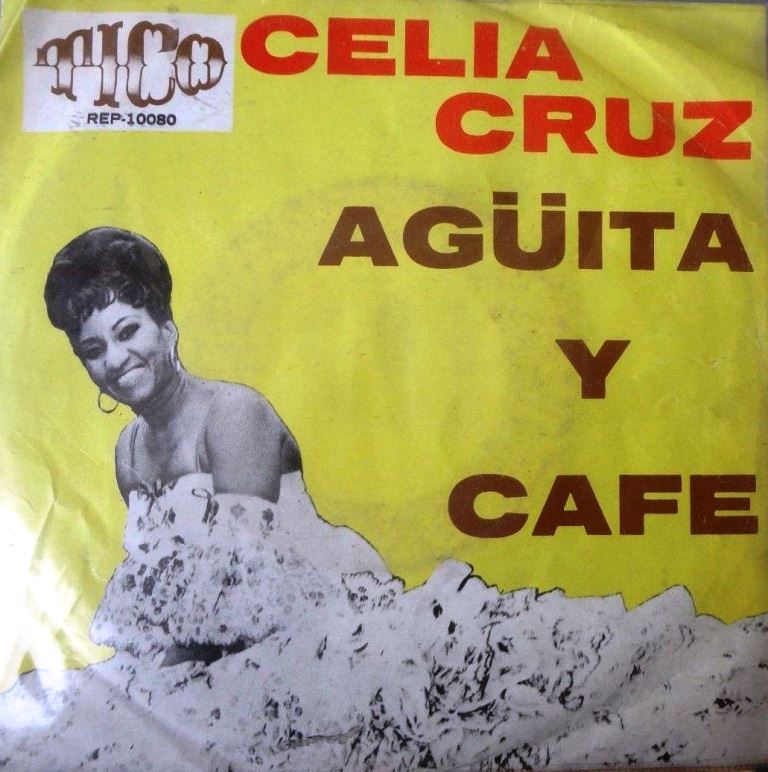 TICO
REP-10080
CELIA
CRUZ
AGÜITA
Y
CAFE